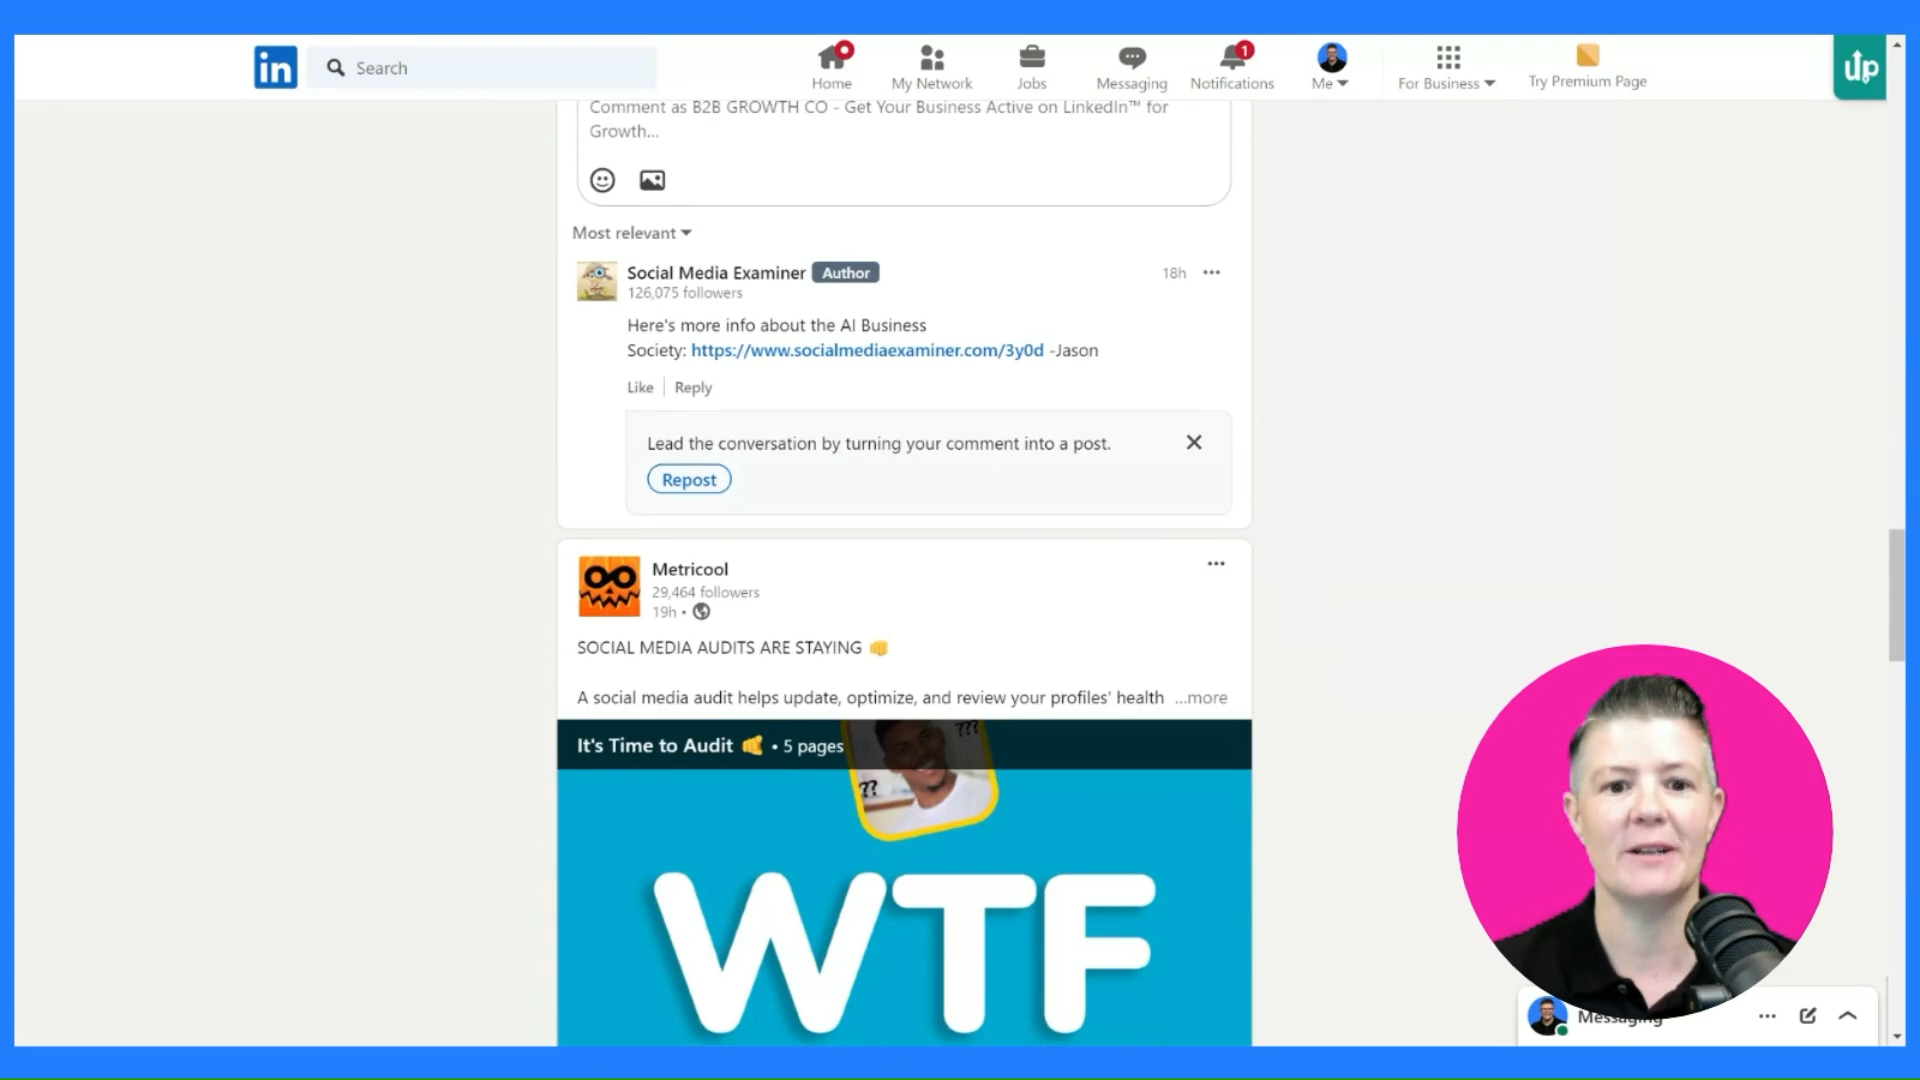 in
Search
Home
My Network
Jobs
Messaging
1
Notifications
Me
For Business
Try Premium Page
up
Comment as B2B GROWTH CO - Get Your Business Active on LinkedIn™ for
Growth...
Most relevant
Social Media Examiner Author
18h
126,075 followers
Here's more info about the AI Business
Society: https://www.socialmediaexaminer.com/3y0d -Jason
Like
Reply
Lead the conversation by turning your comment into a post.
Repost
Metricool
29,464 followers
19h •
SOCIAL MEDIA AUDITS ARE STAYING 👊
A social media audit helps update, optimize, and review your profiles' health ...more
It's Time to Audit 🫵 • 5 pages
???
??
WTF
Messaging